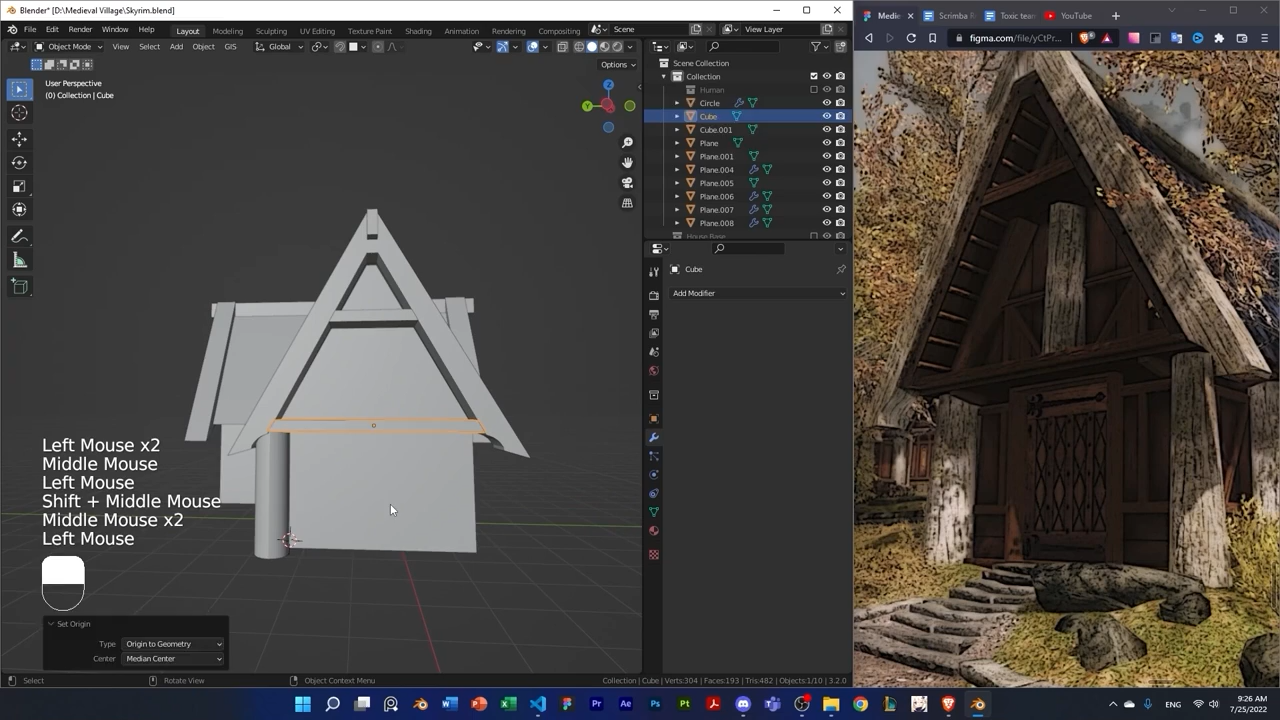 Blender* [D:\Medieval Village\Skyrim.blend]
File Edit Render Window Help
Layout Modeling Sculpting UV Editing Texture Paint Shading Animation Rendering Compositing
Scene
View Layer
Object Mode
View Select Add Object GIS
Global
Options
User Perspective
(0) Collection | Cube
Z
Y
Scene Collection
Collection
Human
Circle
Cube
Cube.001
Plane
Plane.001
Plane.004
Plane.005
Plane.006
Plane.007
Plane.008
House Base
Cube
Add Modifier
Left Mouse x2
Middle Mouse
Left Mouse
Shift + Middle Mouse
Middle Mouse x2
Left Mouse
Set Origin
Type Origin to Geometry
Center Median Center
Select
Rotate View
Object Context Menu
Collection | Cube | Verts:304 | Faces:193 | Tris:482 | Objects:1/10 | 3.2.0
Medie
Scrimba R
Toxic team
YouTube
figma.com/file/yCtPr...
ENG
9:26 AM
7/25/2022